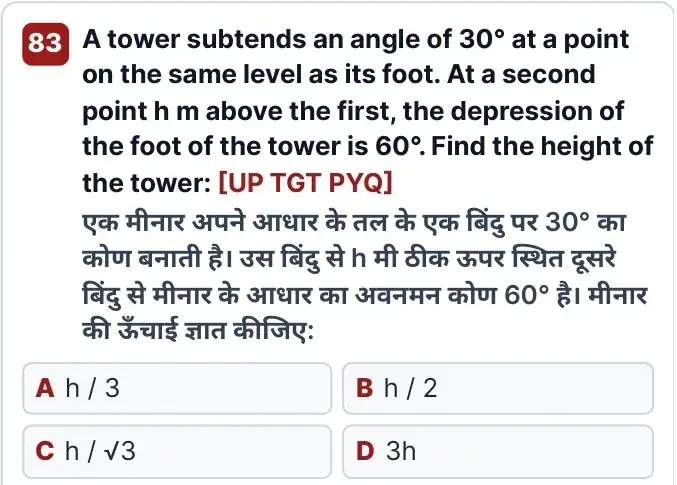 83 A tower subtends an angle of 30° at a point
on the same level as its foot. At a second
point h m above the first, the depression of
the foot of the tower is 60°. Find the height of
the tower: [UP TGT PYQ]
एक मीनार अपने आधार के तल के एक बिंदु पर 30° का
कोण बनाती है। उस बिंदु से h मी ठीक ऊपर स्थित दूसरे
बिंदु से मीनार के आधार का अवनमन कोण 60° है। मीनार
की ऊँचाई ज्ञात कीजिए:
A h / 3
B h / 2
C h / √3
D 3h